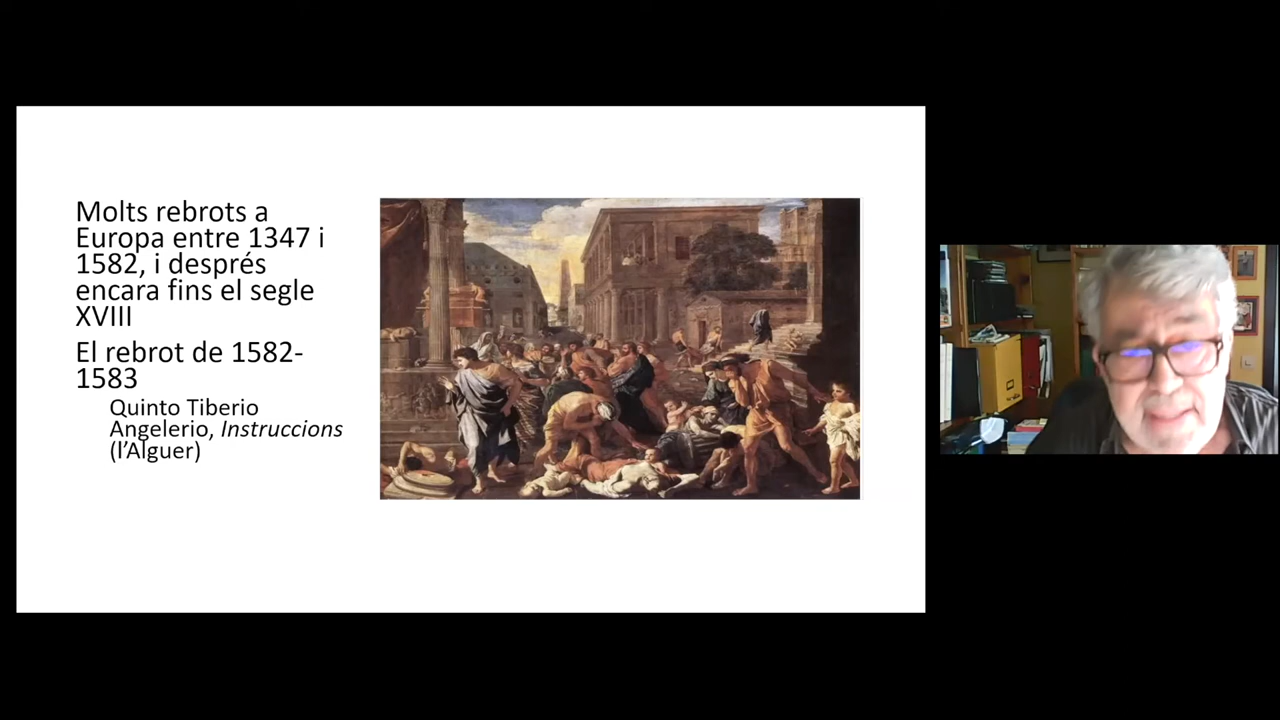 Molts rebrots a
Europa entre 1347 i
1582, i després
encara fins el segle
XVIII
El rebrot de 1582-
1583
Quinto Tiberio
Angelerio, Instruccions
(l’Alguer)